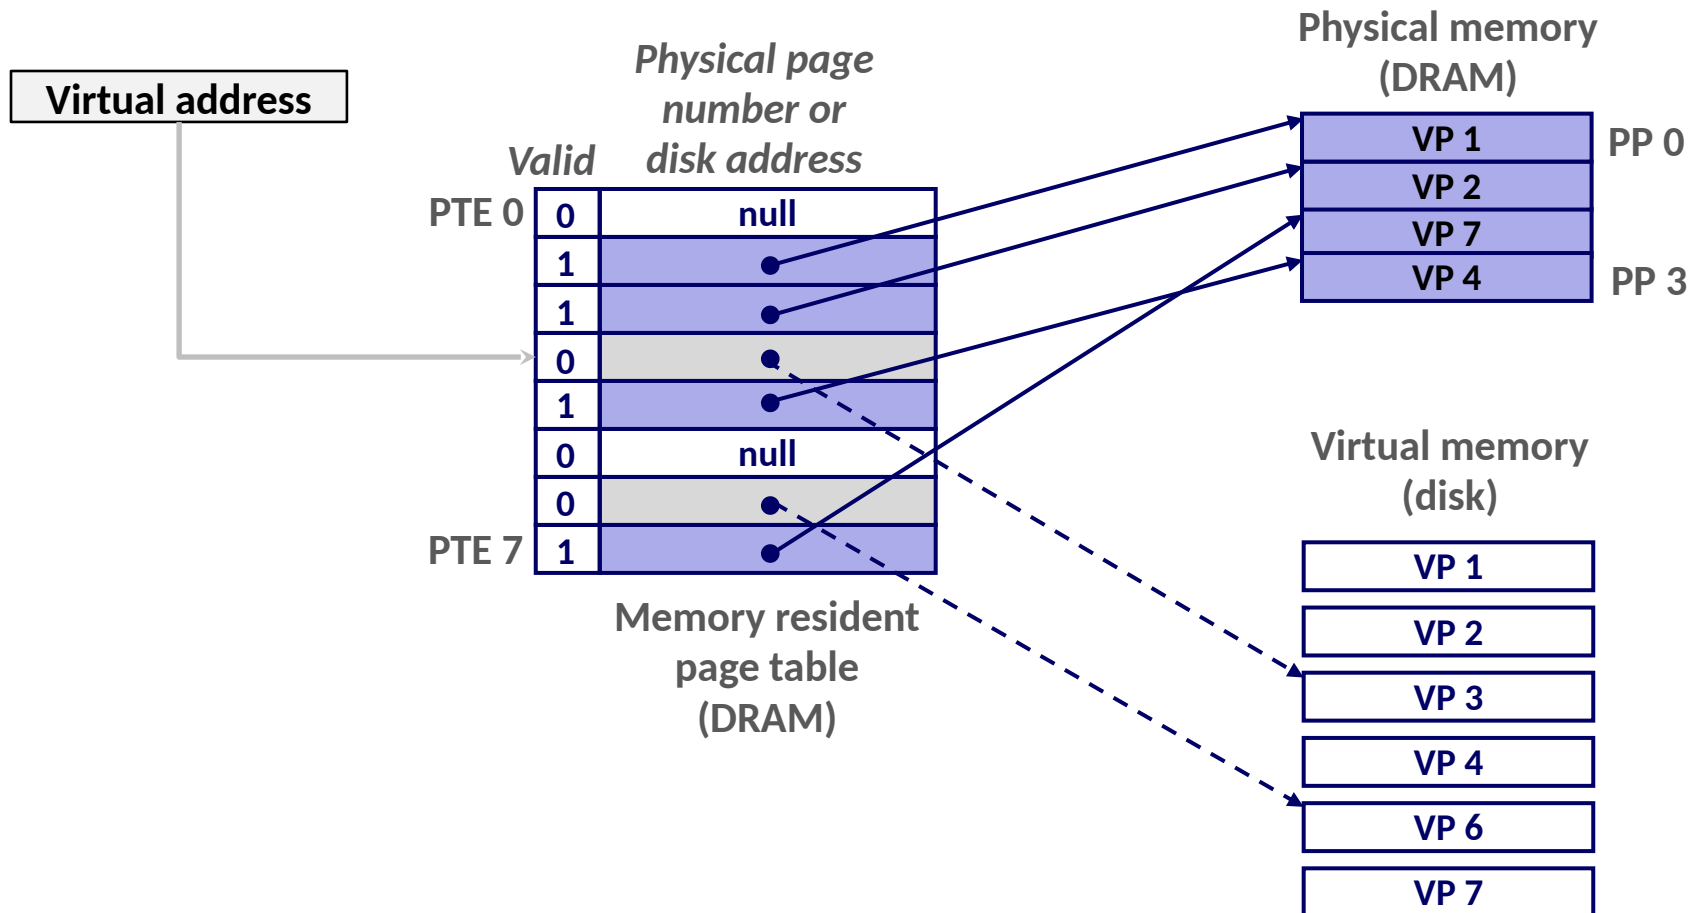 Virtual address
Physical page
number or
disk address
Valid
PTE 0
0
null
1
1
0
1
0
null
0
PTE 7
1
Memory resident
page table
(DRAM)
Physical memory
(DRAM)
VP 1
PP 0
VP 2
VP 7
VP 4
PP 3
Virtual memory
(disk)
VP 1
VP 2
VP 3
VP 4
VP 6
VP 7